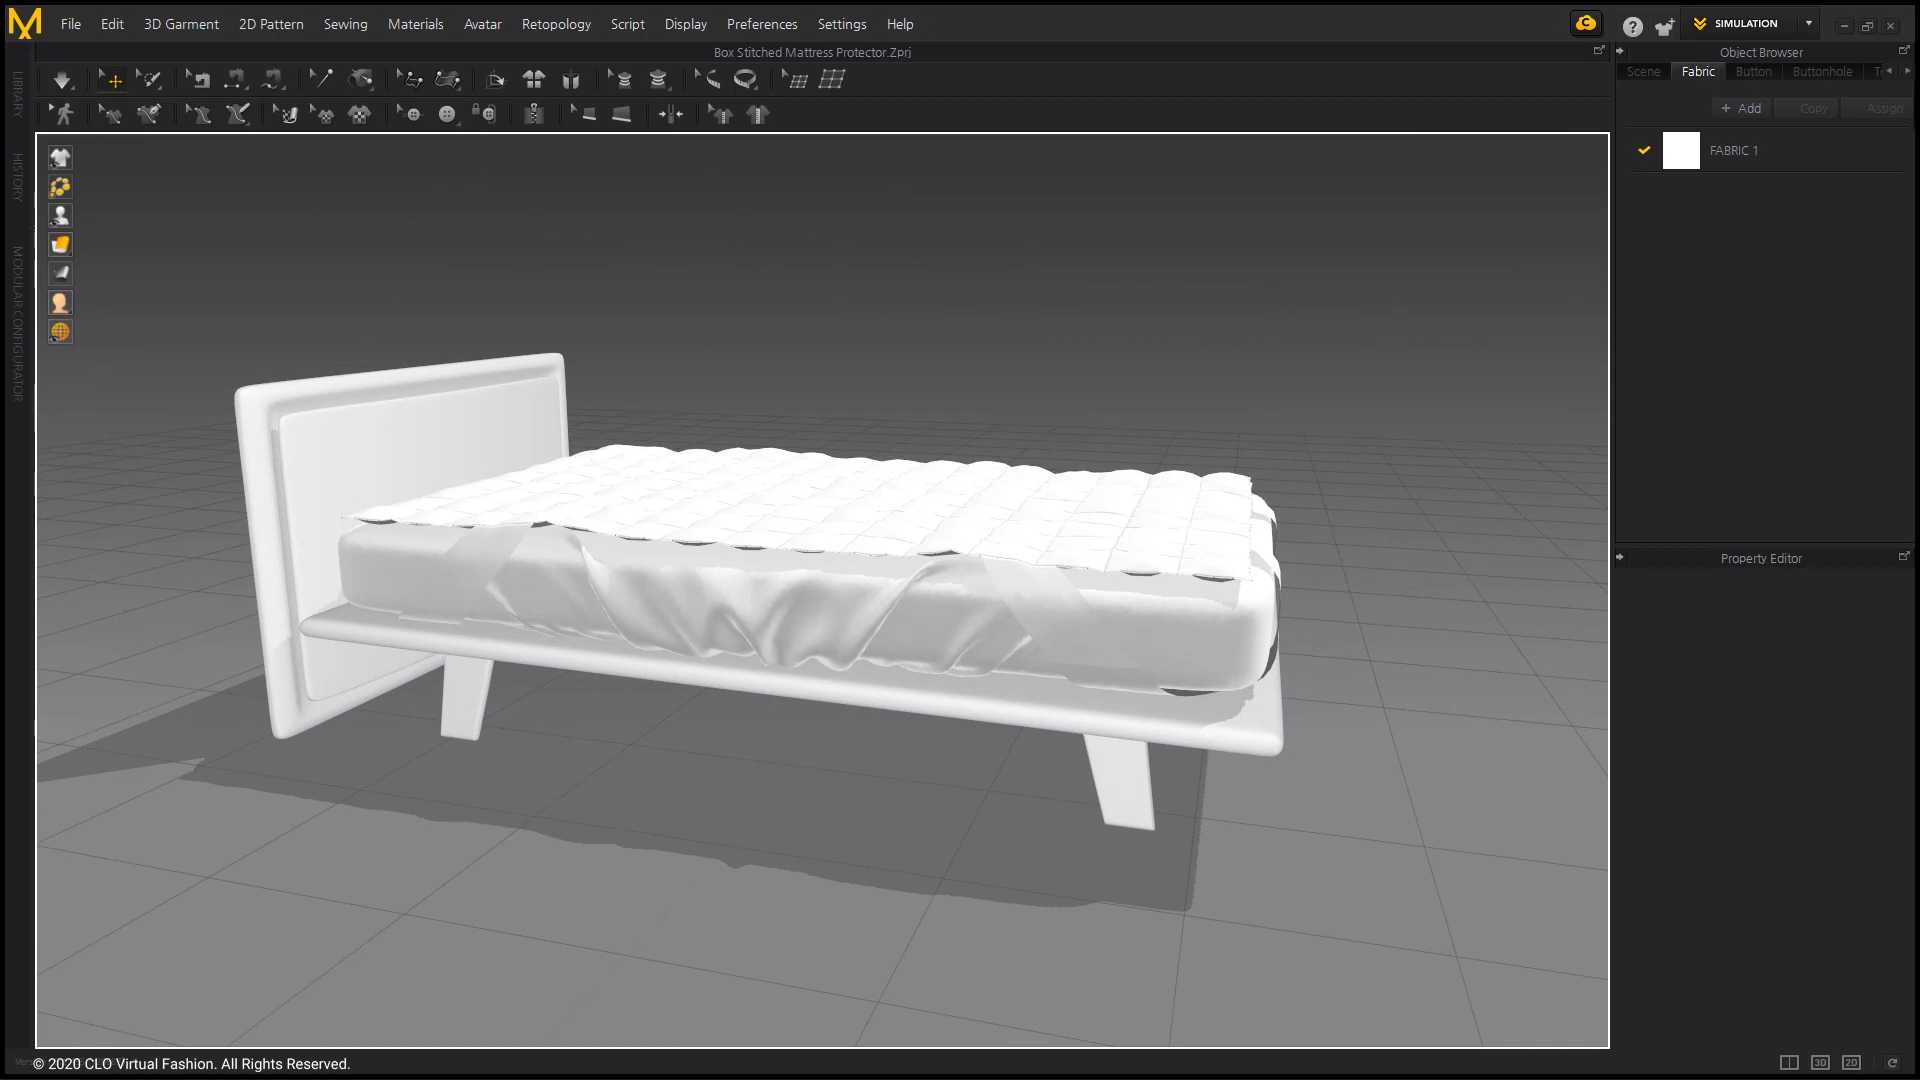 File Edit 3D Garment 2D Pattern Sewing Materials Avatar Retopology Script Display Preferences Settings Help
SIMULATION
Box Stitched Mattress Protector.Zprj
Object Browser
Scene Fabric Button Buttonhole
+ Add Copy Assign
FABRIC 1
LIBRARY
HISTORY
MODULAR CONFIGURATOR
Property Editor
© 2020 CLO Virtual Fashion. All Rights Reserved.
3D 2D